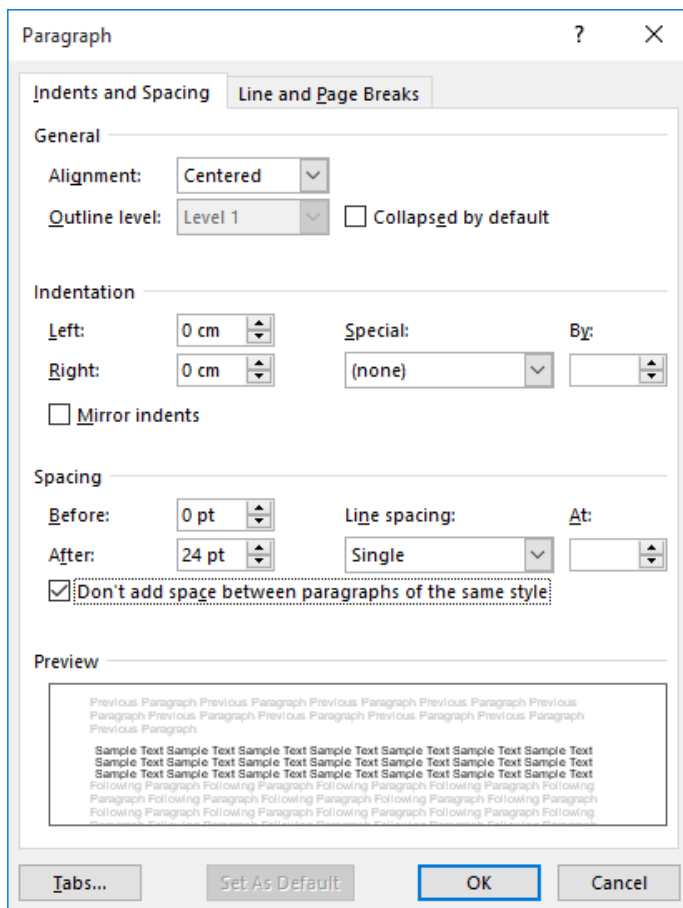 Paragraph ?
Indents and Spacing Line and Page Breaks
General
Alignment: Centered
Outline level: Level 1 Collapsed by default
Indentation
Left: 0 cm Special: By:
Right: 0 cm (none)
Mirror indents
Spacing
Before: 0 pt Line spacing: At:
After: 24 pt Single
Don't add space between paragraphs of the same style
Preview
Previous Paragraph Previous Paragraph Previous Paragraph Previous Paragraph Previous
Paragraph Previous Paragraph Previous Paragraph Previous Paragraph Previous Paragraph
Previous Paragraph
Sample Text Sample Text Sample Text Sample Text Sample Text Sample Text Sample Text
Sample Text Sample Text Sample Text Sample Text Sample Text Sample Text Sample Text
Sample Text Sample Text Sample Text Sample Text Sample Text Sample Text Sample Text
Following Paragraph Following Paragraph Following Paragraph Following Paragraph Following
Paragraph Following Paragraph Following Paragraph Following Paragraph Following Paragraph
Following Paragraph Following Paragraph Following Paragraph Following Paragraph Following
Tabs... Set As Default OK Cancel